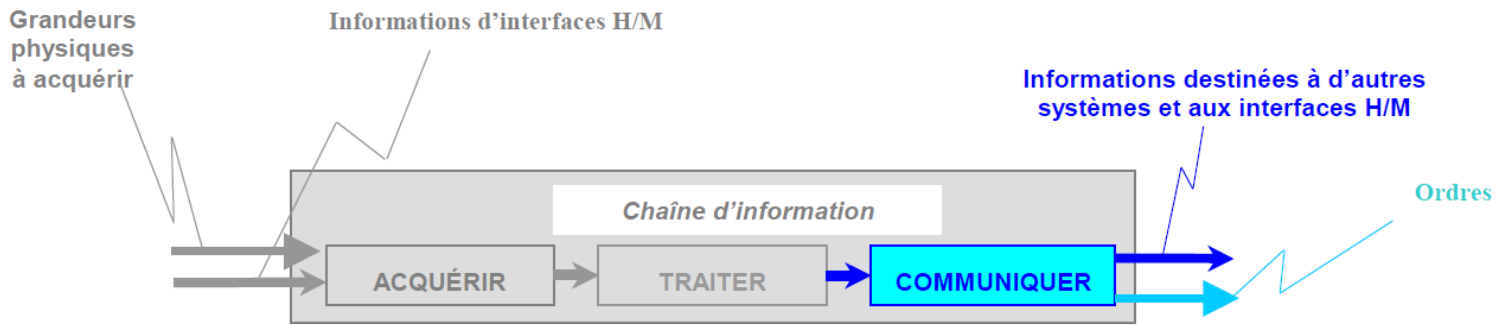 Grandeurs
physiques
à acquérir
Informations d’interfaces H/M
Informations destinées à d’autres
systèmes et aux interfaces H/M
Ordres
Chaîne d’information
ACQUÉRIR
TRAITER
COMMUNIQUER